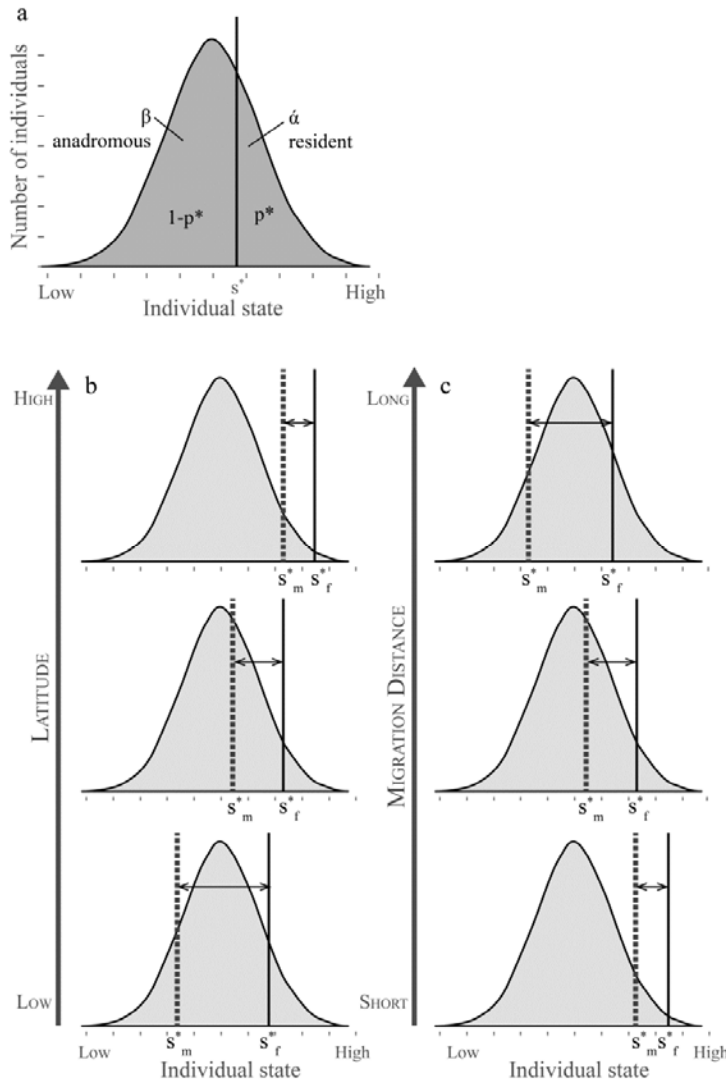 a
Number of individuals
β
anadromous
ά
resident
1-p*
p*
s*
Low
High
Individual state
b
HIGH
LATITUDE
LOW
s*m
s*f
s*m
s*f
s*m
s*f
Low
High
Individual state
c
LONG
MIGRATION DISTANCE
SHORT
s*m
s*f
s*m
s*f
s*m s*f
Low
High
Individual state